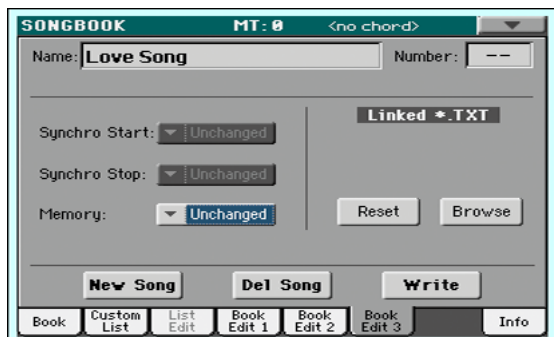 SONGBOOK MT: 0 <no chord>
Name: Love Song Number: --
Linked *.TXT
Synchro Start: Unchanged
Synchro Stop: Unchanged
Memory: Unchanged Reset Browse
New Song Del Song Write
Book Custom List List Edit Book Edit 1 Book Edit 2 Book Edit 3 Info